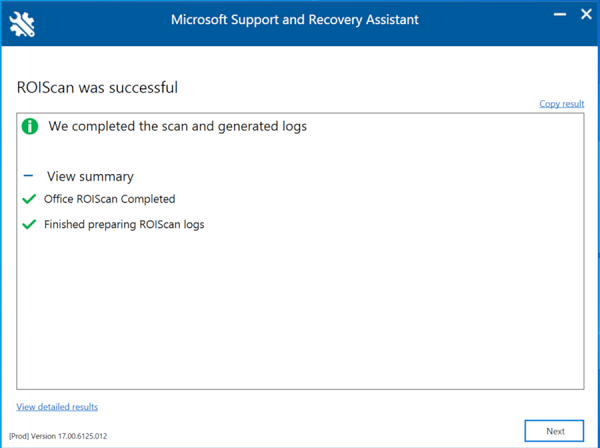 Microsoft Support and Recovery Assistant
ROIScan was successful
Copy result
We completed the scan and generated logs
View summary
Office ROIScan Completed
Finished preparing ROIScan logs
View detailed results
[Prod] Version 17.00.6125.012
Next